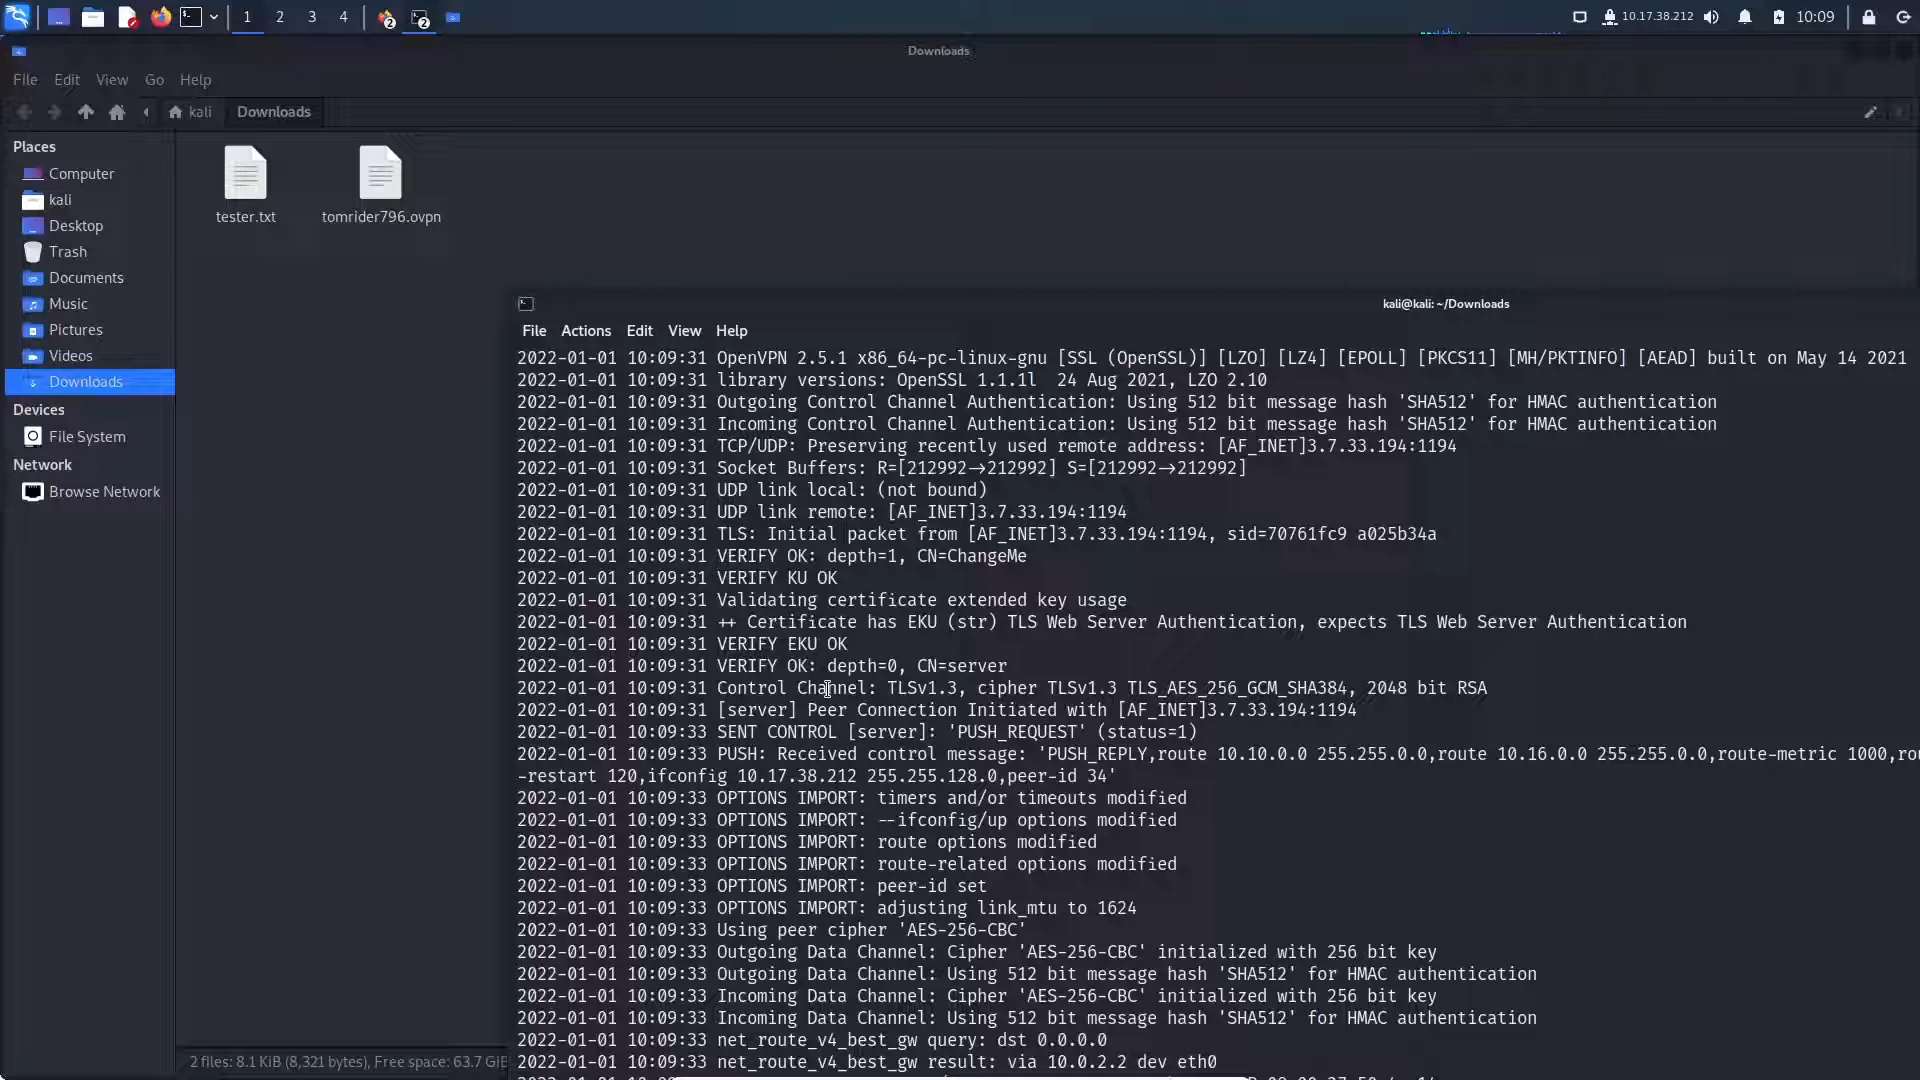 1 2 3 4 2 2 10.17.38.212 10:09
Downloads
File Edit View Go Help
kali Downloads
Places
Computer
kali
Desktop
Trash
Documents
Music
Pictures
Videos
Downloads
Devices
File System
Network
Browse Network
tester.txt tomrider796.ovpn
2 files: 8.1 KiB (8,321 bytes), Free space: 63.7 GiB
kali@kali: ~/Downloads
File Actions Edit View Help
2022-01-01 10:09:31 OpenVPN 2.5.1 x86_64-pc-linux-gnu [SSL (OpenSSL)] [LZO] [LZ4] [EPOLL] [PKCS11] [MH/PKTINFO] [AEAD] built on May 14 2021
2022-01-01 10:09:31 library versions: OpenSSL 1.1.1l  24 Aug 2021, LZO 2.10
2022-01-01 10:09:31 Outgoing Control Channel Authentication: Using 512 bit message hash 'SHA512' for HMAC authentication
2022-01-01 10:09:31 Incoming Control Channel Authentication: Using 512 bit message hash 'SHA512' for HMAC authentication
2022-01-01 10:09:31 TCP/UDP: Preserving recently used remote address: [AF_INET]3.7.33.194:1194
2022-01-01 10:09:31 Socket Buffers: R=[212992→212992] S=[212992→212992]
2022-01-01 10:09:31 UDP link local: (not bound)
2022-01-01 10:09:31 UDP link remote: [AF_INET]3.7.33.194:1194
2022-01-01 10:09:31 TLS: Initial packet from [AF_INET]3.7.33.194:1194, sid=70761fc9 a025b34a
2022-01-01 10:09:31 VERIFY OK: depth=1, CN=ChangeMe
2022-01-01 10:09:31 VERIFY KU OK
2022-01-01 10:09:31 Validating certificate extended key usage
2022-01-01 10:09:31 ++ Certificate has EKU (str) TLS Web Server Authentication, expects TLS Web Server Authentication
2022-01-01 10:09:31 VERIFY EKU OK
2022-01-01 10:09:31 VERIFY OK: depth=0, CN=server
2022-01-01 10:09:31 Control Channel: TLSv1.3, cipher TLSv1.3 TLS_AES_256_GCM_SHA384, 2048 bit RSA
2022-01-01 10:09:31 [server] Peer Connection Initiated with [AF_INET]3.7.33.194:1194
2022-01-01 10:09:33 SENT CONTROL [server]: 'PUSH_REQUEST' (status=1)
2022-01-01 10:09:33 PUSH: Received control message: 'PUSH_REPLY,route 10.10.0.0 255.255.0.0,route 10.16.0.0 255.255.0.0,route-metric 1000,ro
-restart 120,ifconfig 10.17.38.212 255.255.128.0,peer-id 34'
2022-01-01 10:09:33 OPTIONS IMPORT: timers and/or timeouts modified
2022-01-01 10:09:33 OPTIONS IMPORT: --ifconfig/up options modified
2022-01-01 10:09:33 OPTIONS IMPORT: route options modified
2022-01-01 10:09:33 OPTIONS IMPORT: route-related options modified
2022-01-01 10:09:33 OPTIONS IMPORT: peer-id set
2022-01-01 10:09:33 OPTIONS IMPORT: adjusting link_mtu to 1624
2022-01-01 10:09:33 Using peer cipher 'AES-256-CBC'
2022-01-01 10:09:33 Outgoing Data Channel: Cipher 'AES-256-CBC' initialized with 256 bit key
2022-01-01 10:09:33 Outgoing Data Channel: Using 512 bit message hash 'SHA512' for HMAC authentication
2022-01-01 10:09:33 Incoming Data Channel: Cipher 'AES-256-CBC' initialized with 256 bit key
2022-01-01 10:09:33 Incoming Data Channel: Using 512 bit message hash 'SHA512' for HMAC authentication
2022-01-01 10:09:33 net_route_v4_best_gw query: dst 0.0.0.0
2022-01-01 10:09:33 net_route_v4_best_gw result: via 10.0.2.2 dev eth0